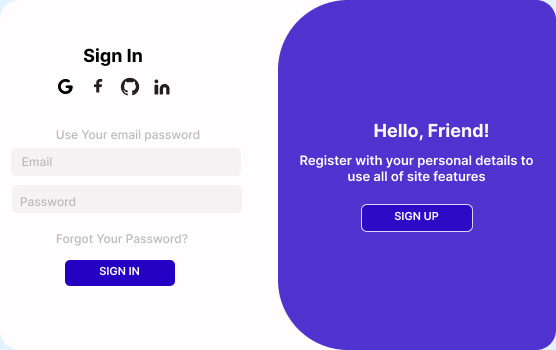 Sign In
Use Your email password
Email
Password
Forgot Your Password?
SIGN IN
Hello, Friend!
Register with your personal details to
use all of site features
SIGN UP